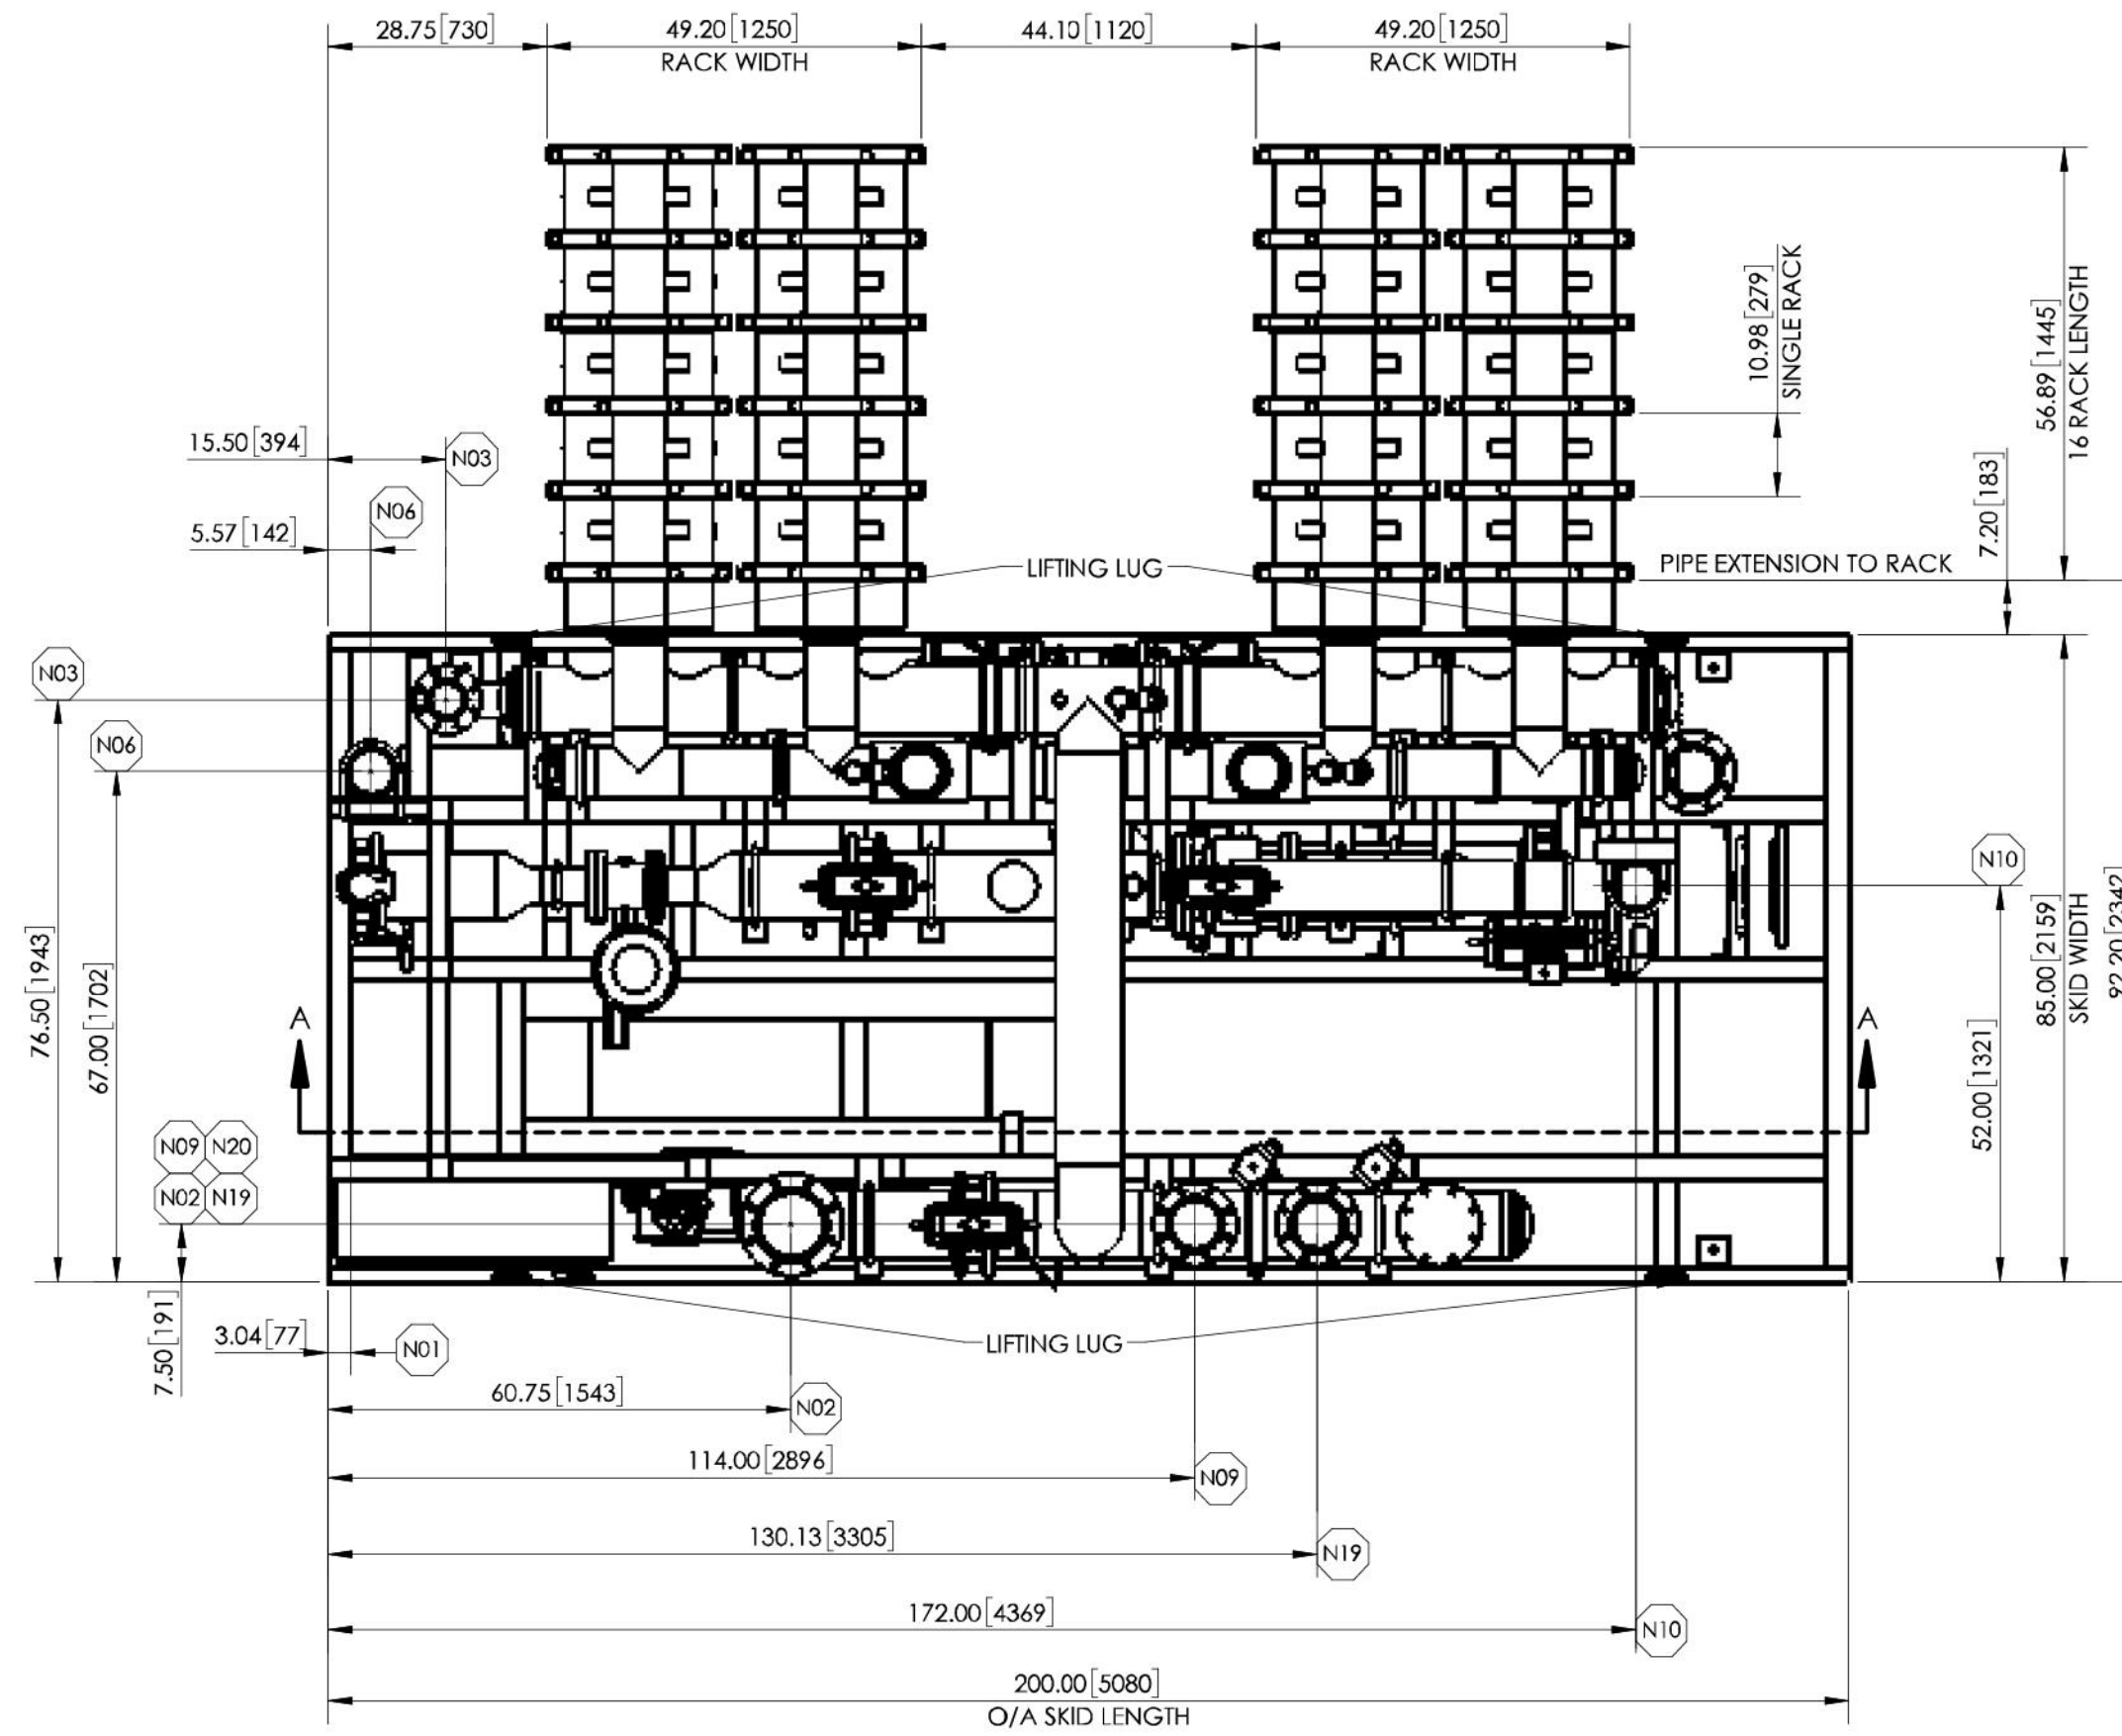 28.75[730]
49.20[1250]
RACK WIDTH
44.10[1120]
49.20[1250]
RACK WIDTH
10.98[279]
SINGLE RACK
56.89[1445]
16 RACK LENGTH
15.50[394]
N03
N06
5.57[142]
7.20[183]
LIFTING LUG
PIPE EXTENSION TO RACK
N03
N06
N10
76.50[1943]
67.00[1702]
85.00[2159]
SKID WIDTH
92.20[2342]
A
A
52.00[1321]
N09 N20
N02 N19
7.50[191]
3.04[77]
N01
LIFTING LUG
60.75[1543]
N02
114.00[2896]
N09
130.13[3305]
N19
172.00[4369]
N10
200.00[5080]
O/A SKID LENGTH